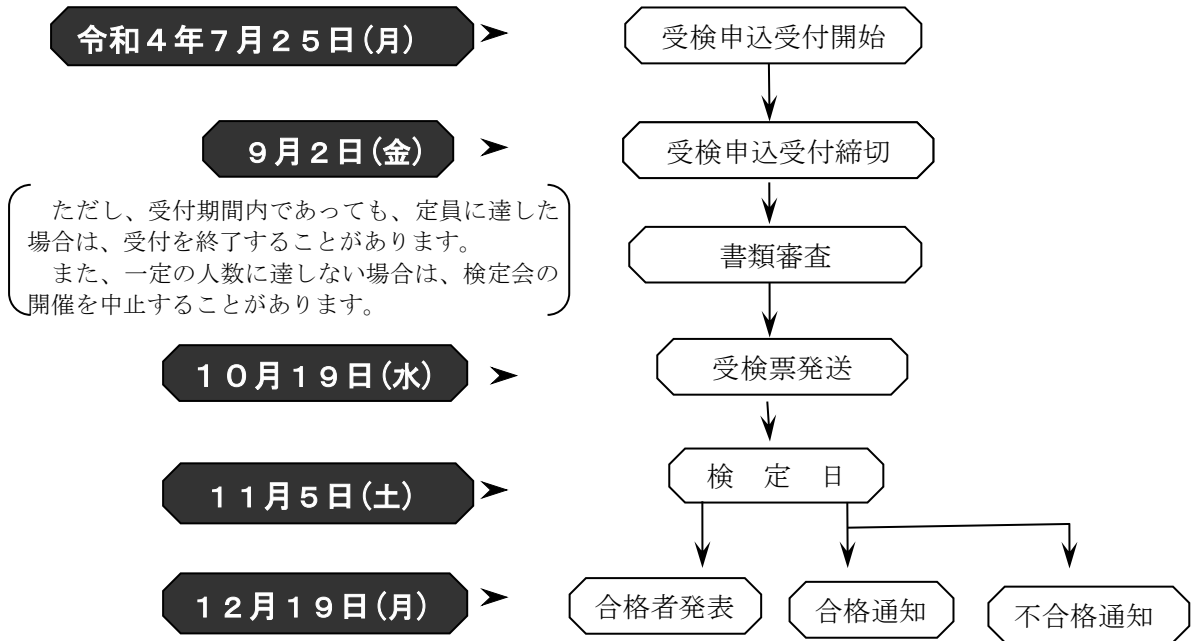 令和４年７月２５日(月)
受検申込受付開始
９月２日(金)
受検申込受付締切
ただし、受付期間内であっても、定員に達した
場合は、受付を終了することがあります。
また、一定の人数に達しない場合は、検定会の
開催を中止することがあります。
書類審査
１０月１９日(水)
受検票発送
１１月５日(土)
検　定　日
１２月１９日(月)
合格者発表
合格通知
不合格通知